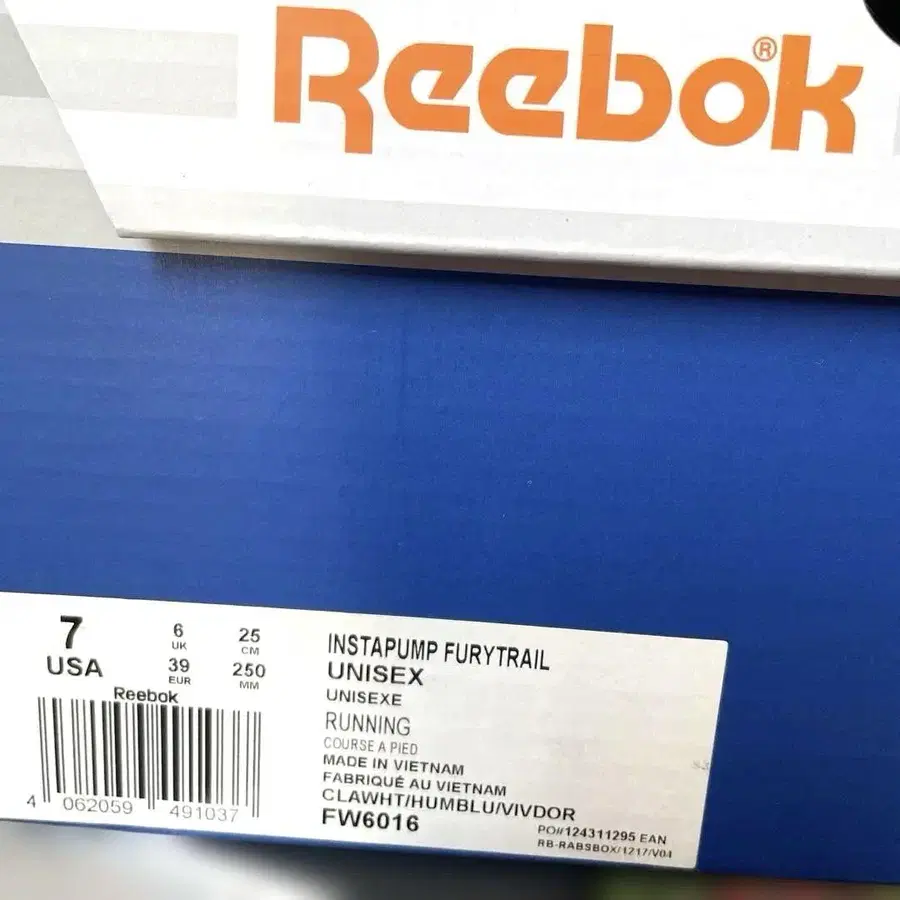 Reebok®
7
USA
6
UK
39
EUR
25
CM
250
MM
Reebok
4 062059 491037
INSTAPUMP FURYTRAIL
UNISEX
UNISEXE
RUNNING
COURSE A PIED
MADE IN VIETNAM
FABRIQUÉ AU VIETNAM
CLAWHT/HUMBLU/VIVDOR
FW6016
PO#124311295 EAN
RB-RABSBOX/1217/V04